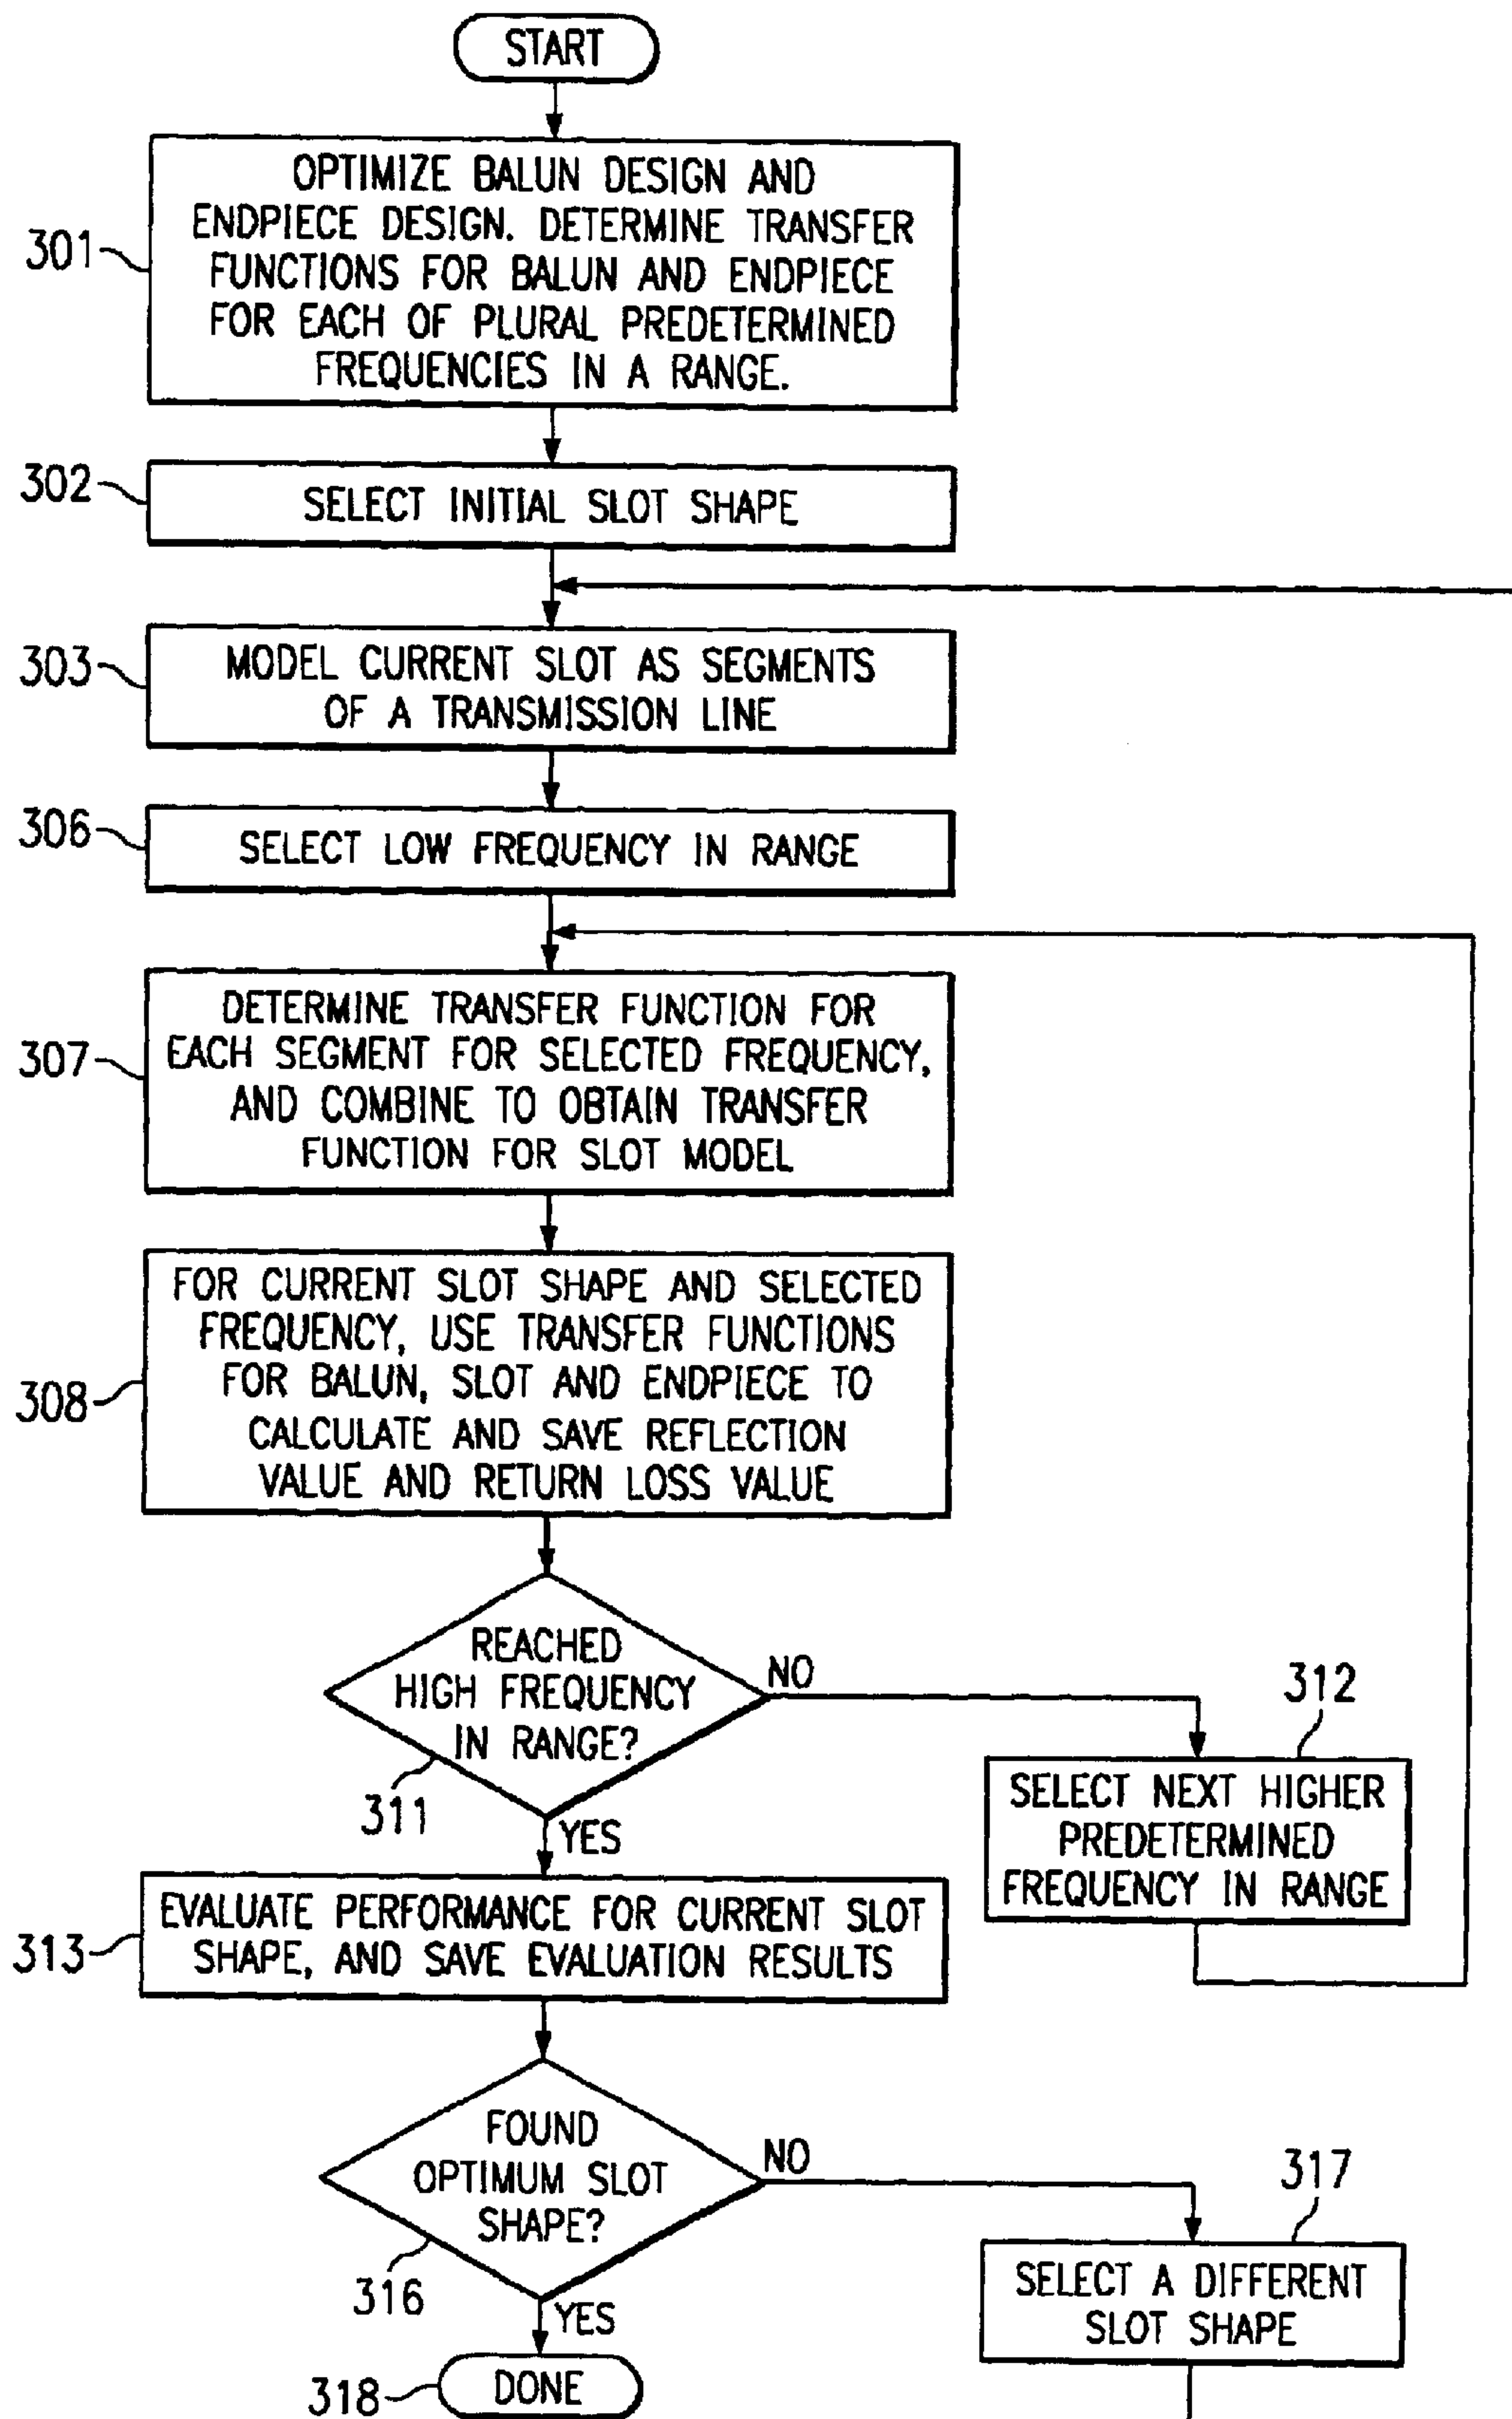 START
301
OPTIMIZE BALUN DESIGN AND
ENDPIECE DESIGN. DETERMINE TRANSFER
FUNCTIONS FOR BALUN AND ENDPIECE
FOR EACH OF PLURAL PREDETERMINED
FREQUENCIES IN A RANGE.
302
SELECT INITIAL SLOT SHAPE
303
MODEL CURRENT SLOT AS SEGMENTS
OF A TRANSMISSION LINE
306
SELECT LOW FREQUENCY IN RANGE
307
DETERMINE TRANSFER FUNCTION FOR
EACH SEGMENT FOR SELECTED FREQUENCY,
AND COMBINE TO OBTAIN TRANSFER
FUNCTION FOR SLOT MODEL
308
FOR CURRENT SLOT SHAPE AND SELECTED
FREQUENCY, USE TRANSFER FUNCTIONS
FOR BALUN, SLOT AND ENDPIECE TO
CALCULATE AND SAVE REFLECTION
VALUE AND RETURN LOSS VALUE
REACHED
HIGH FREQUENCY
IN RANGE?
311
NO
YES
312
SELECT NEXT HIGHER
PREDETERMINED
FREQUENCY IN RANGE
313
EVALUATE PERFORMANCE FOR CURRENT SLOT
SHAPE, AND SAVE EVALUATION RESULTS
FOUND
OPTIMUM SLOT
SHAPE?
316
NO
YES
317
SELECT A DIFFERENT
SLOT SHAPE
318
DONE